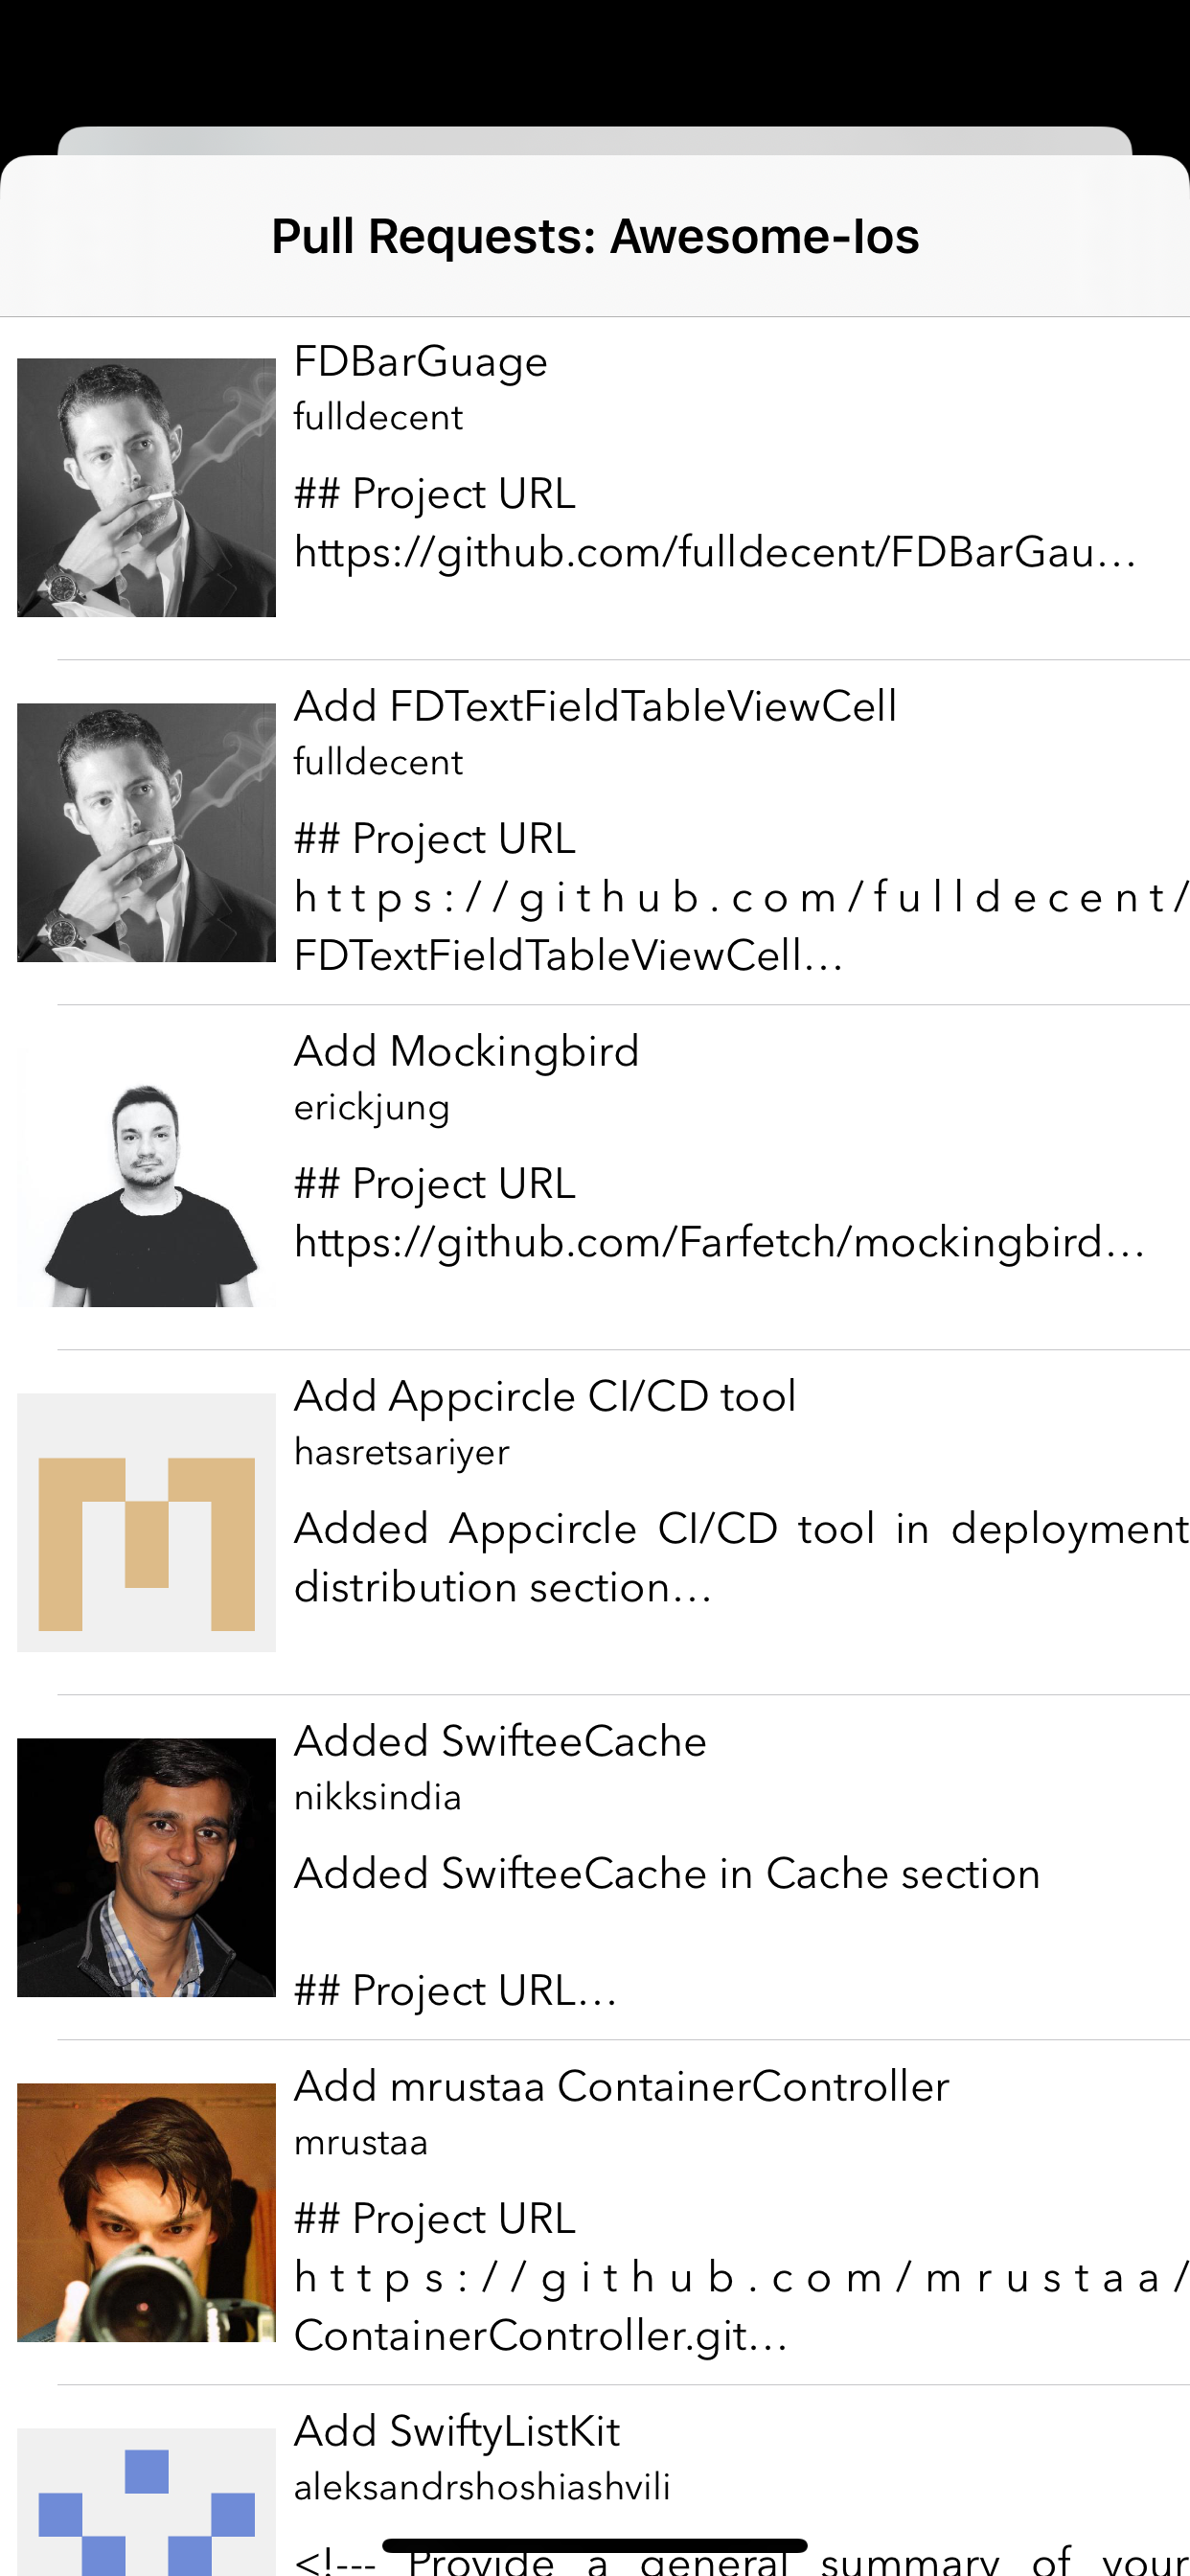 Pull Requests: Awesome-Ios
FDBarGuage
fulldecent
## Project URL
https://github.com/fulldecent/FDBarGau…
Add FDTextFieldTableViewCell
fulldecent
## Project URL
https://github.com/fulldecent/
FDTextFieldTableViewCell…
Add Mockingbird
erickjung
## Project URL
https://github.com/Farfetch/mockingbird…
Add Appcircle CI/CD tool
hasretsariyer
Added Appcircle CI/CD tool in deployment
distribution section…
Added SwifteeCache
nikksindia
Added SwifteeCache in Cache section
## Project URL…
Add mrustaa ContainerController
mrustaa
## Project URL
https://github.com/mrustaa/
ContainerController.git…
Add SwiftyListKit
aleksandrshoshiashvili
<!--- Provide a general summary of your